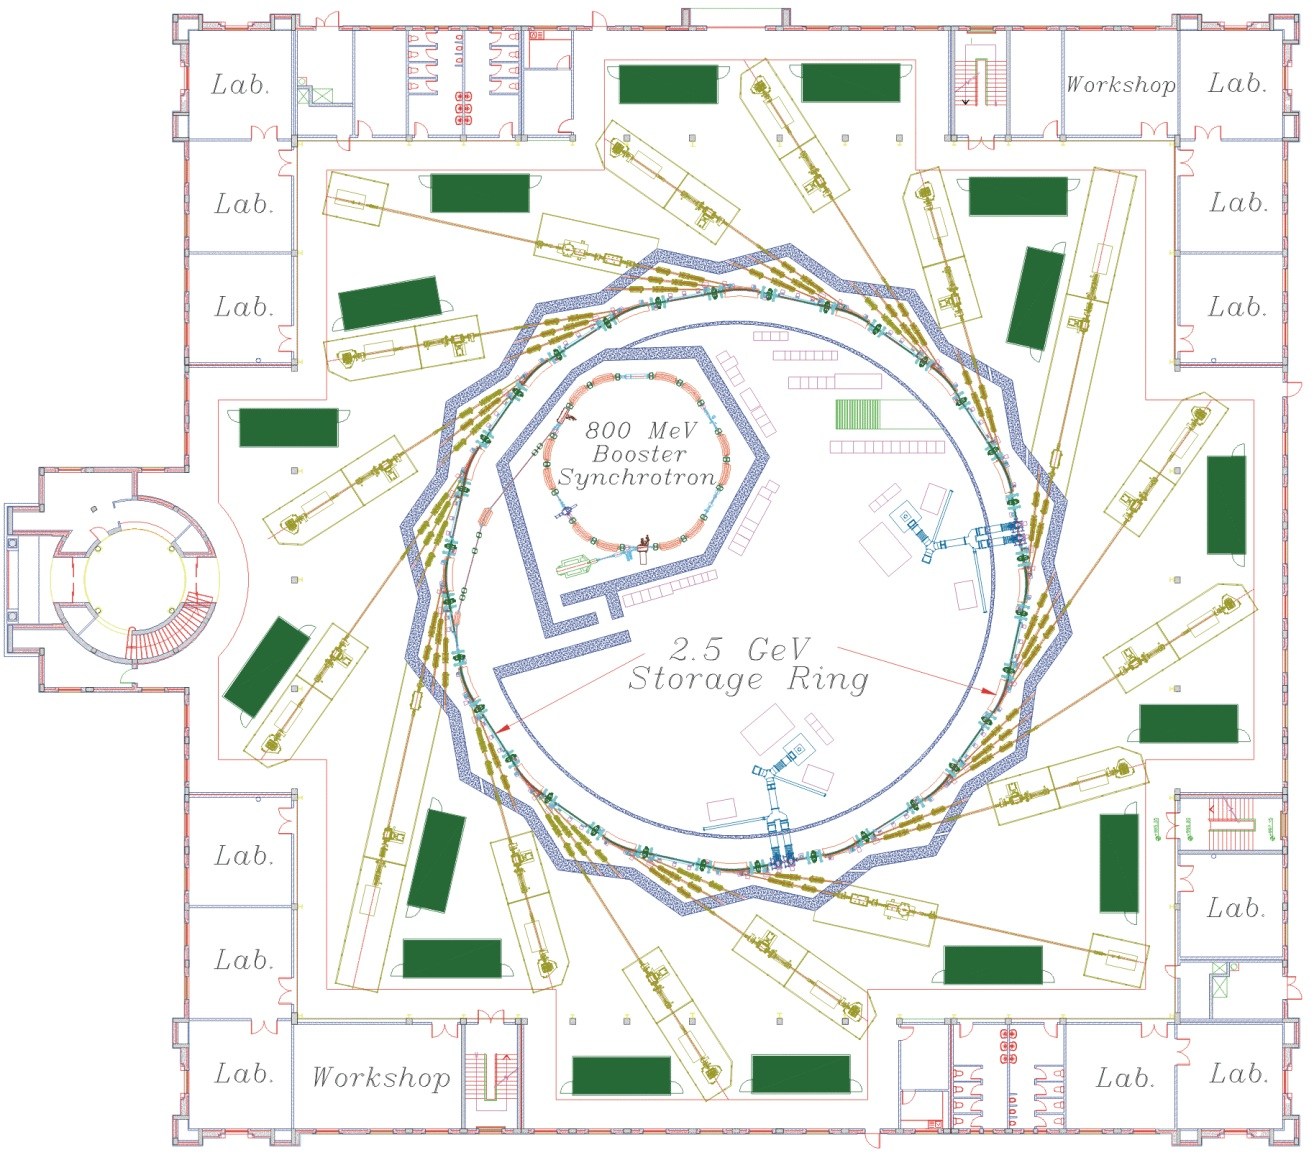 Lab.
Workshop
Lab.
Lab.
Lab.
Lab.
Lab.
800 MeV
Booster
Synchrotron
2.5 GeV
Storage Ring
Lab.
Lab.
Lab.
Lab.
Workshop
Lab.
Lab.